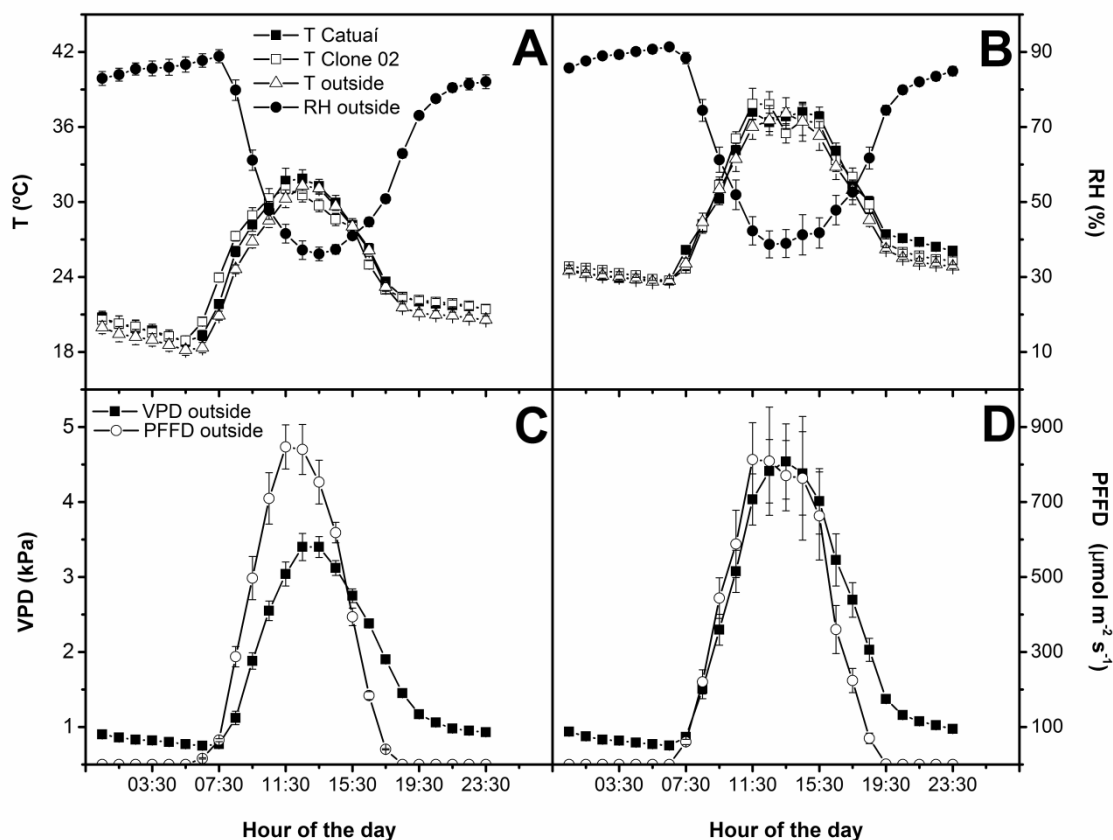 A
T Catuaí
T Clone 02
T outside
RH outside
42
36
30
24
18
T (ºC)
B
90
70
50
30
10
RH (%)
C
VPD outside
PFFD outside
5
4
3
2
1
VPD (kPa)
03:30 07:30 11:30 15:30 19:30 23:30
Hour of the day
D
900
700
500
300
100
PFFD (µmol m⁻² s⁻¹)
03:30 07:30 11:30 15:30 19:30 23:30
Hour of the day